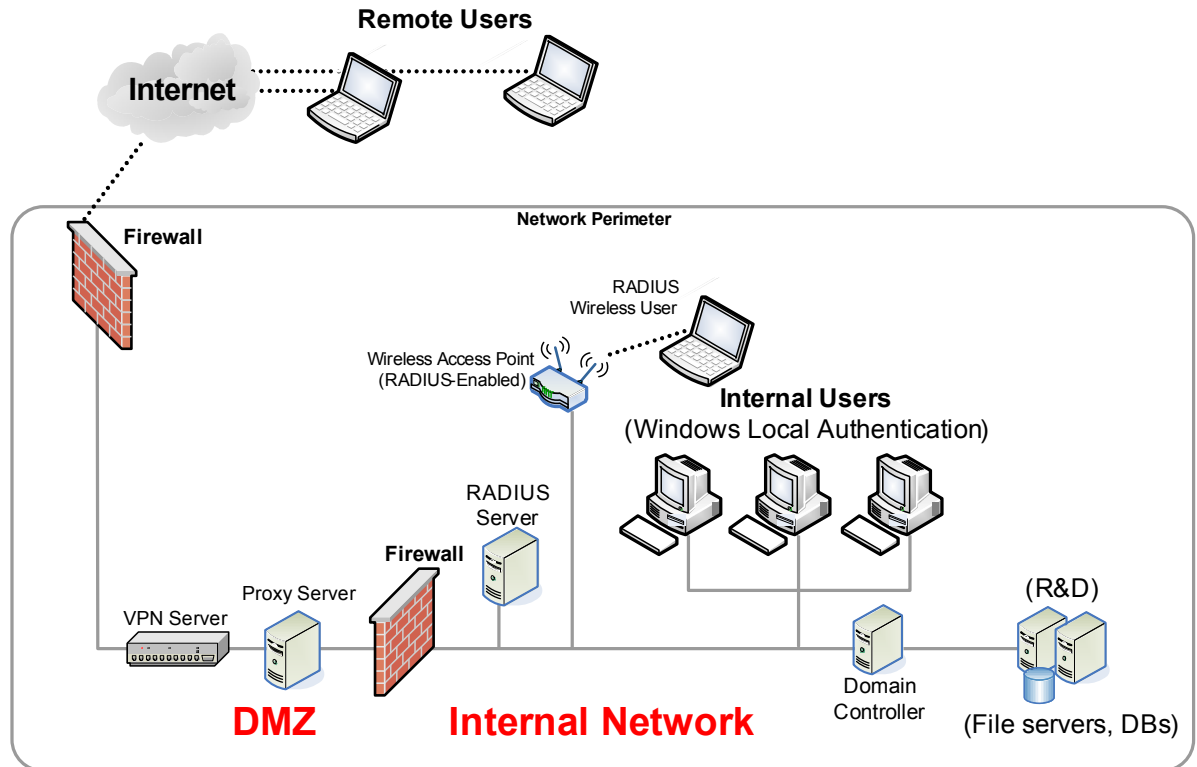 Remote Users
Internet
Network Perimeter
Firewall
RADIUS
Wireless User
Wireless Access Point
(RADIUS-Enabled)
Internal Users
(Windows Local Authentication)
RADIUS
Server
Firewall
Proxy Server
VPN Server
(R&D)
Domain
Controller
(File servers, DBs)
DMZ
Internal Network